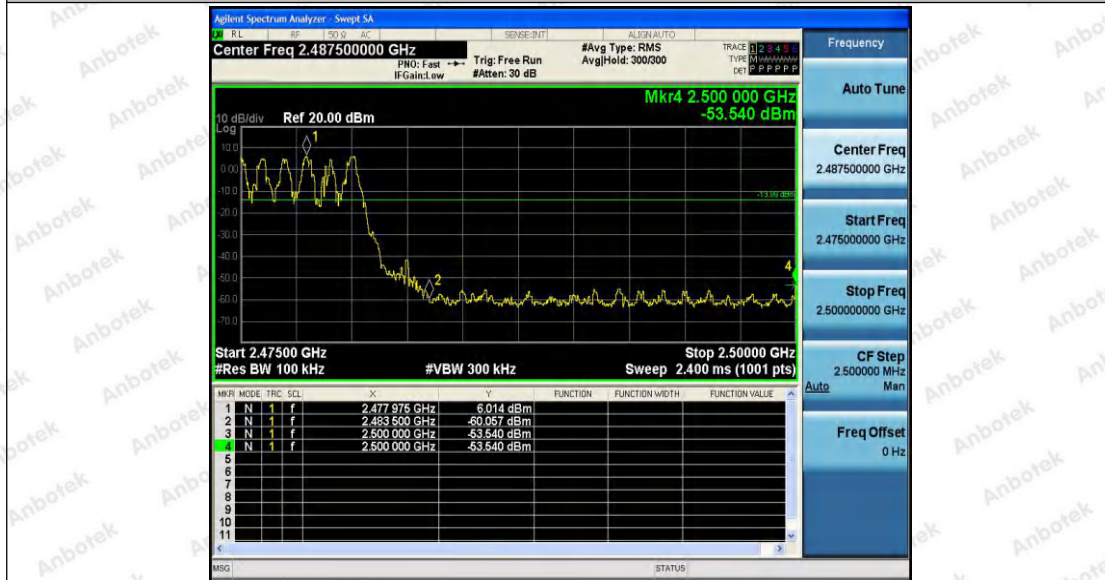 Agilent Spectrum Analyzer - Swept SA
RL RF 50 Ω AC SENSE:INT ALIGN AUTO
Center Freq 2.487500000 GHz
PNO: Fast
IFGain:Low
Trig: Free Run
#Atten: 30 dB
#Avg Type: RMS
Avg|Hold: 300/300
TRACE 1 2 3 4 5 6
TYPE M
DET P P P P P P
Mkr4 2.500 000 GHz
-53.540 dBm
10 dB/div Ref 20.00 dBm
Log
10.0
0.00
-10.0
-20.0
-30.0
-40.0
-50.0
-60.0
-70.0
1
2
4
-13.99 dBm
Start 2.47500 GHz Stop 2.50000 GHz
#Res BW 100 kHz #VBW 300 kHz Sweep 2.400 ms (1001 pts)
MKR MODE TRC SCL X Y FUNCTION FUNCTION WIDTH FUNCTION VALUE
1 N 1 f 2.477 975 GHz 6.014 dBm
2 N 1 f 2.483 500 GHz -60.057 dBm
3 N 1 f 2.500 000 GHz -53.540 dBm
4 N 1 f 2.500 000 GHz -53.540 dBm
5
6
7
8
9
10
11
MSG STATUS
Frequency
Auto Tune
Center Freq
2.487500000 GHz
Start Freq
2.475000000 GHz
Stop Freq
2.500000000 GHz
CF Step
2.500000 MHz
Auto Man
Freq Offset
0 Hz
Anbotek